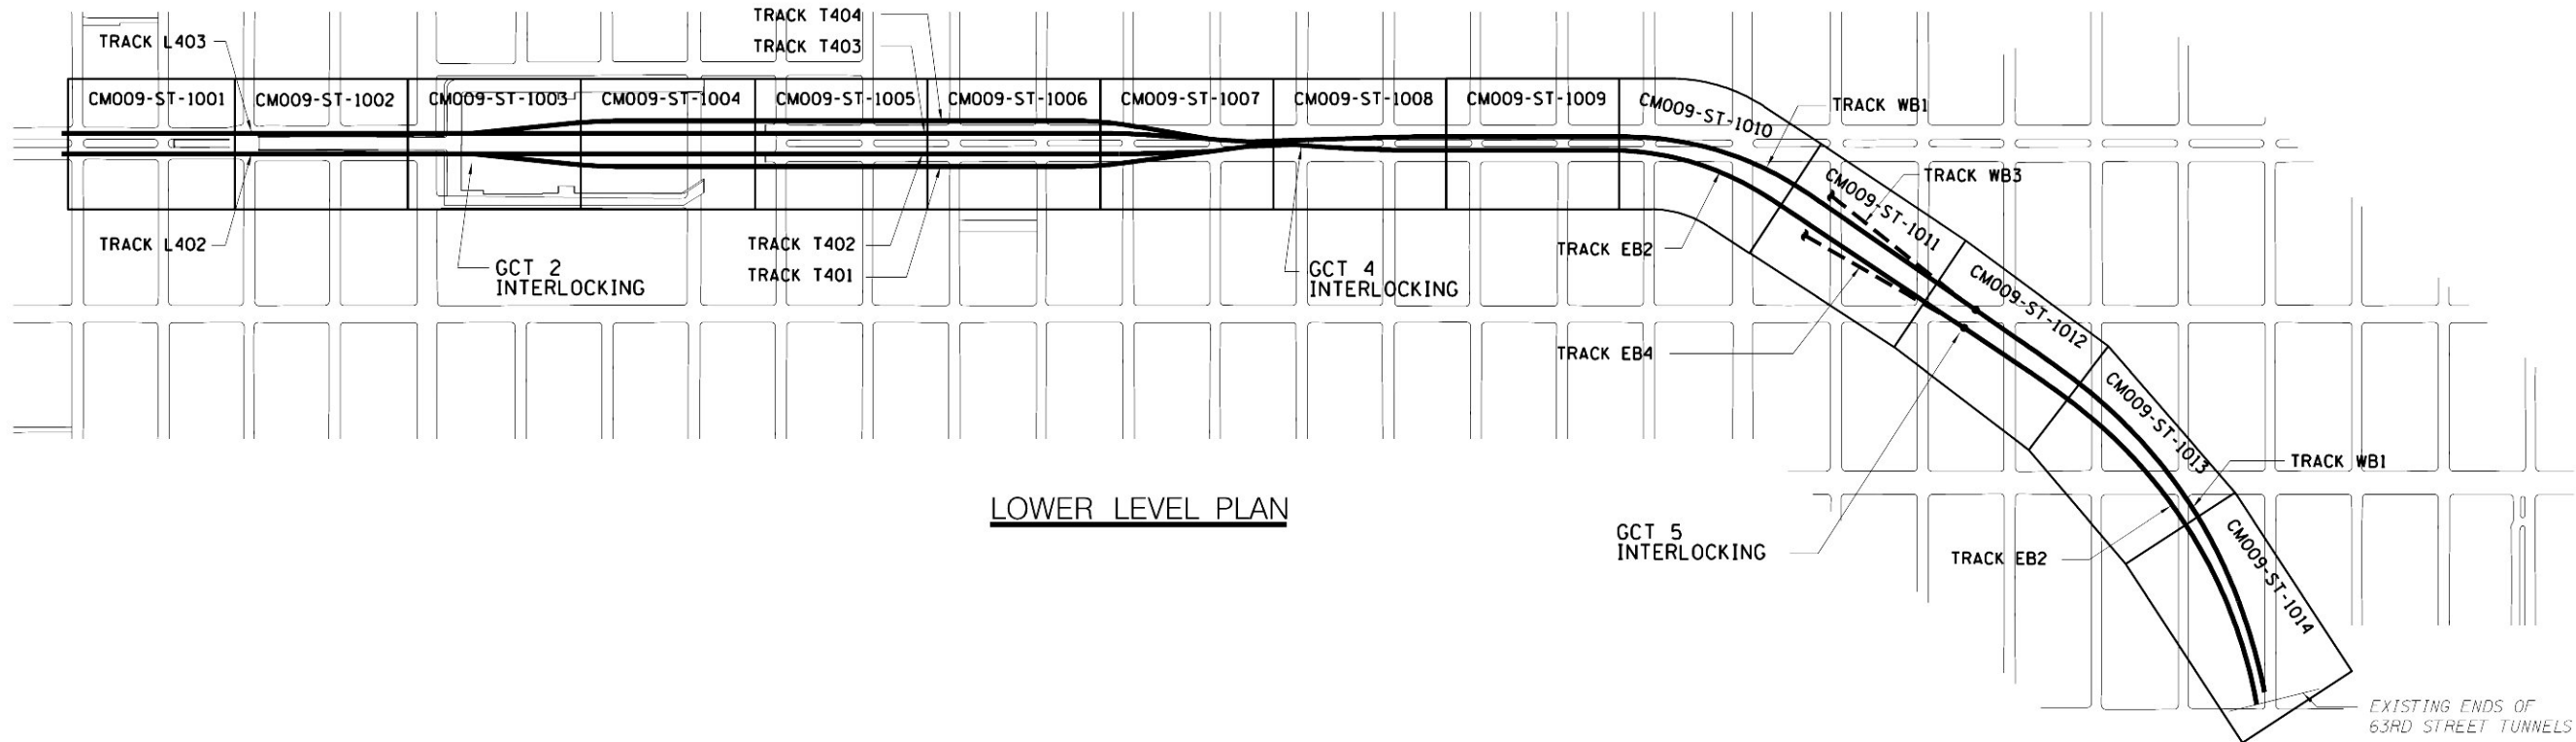 TRACK T404
TRACK L403
TRACK T403
CM009-ST-1001
CM009-ST-1002
CM009-ST-1003
CM009-ST-1004
CM009-ST-1005
CM009-ST-1006
CM009-ST-1007
CM009-ST-1008
CM009-ST-1009
CM009-ST-1010
TRACK WB1
CM009-ST-1011
TRACK WB3
TRACK L402
TRACK T402
TRACK T401
GCT 2
INTERLOCKING
GCT 4
INTERLOCKING
TRACK EB2
CM009-ST-1012
TRACK EB4
CM009-ST-1013
TRACK WB1
LOWER LEVEL PLAN
GCT 5
INTERLOCKING
TRACK EB2
CM009-ST-1014
EXISTING ENDS OF
63RD STREET TUNNELS